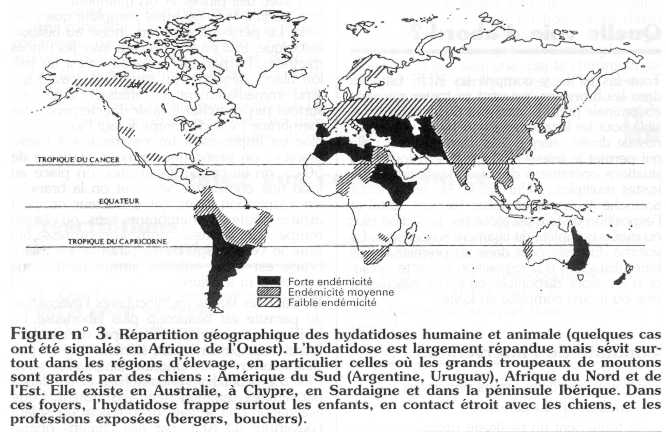 TROPIQUE DU CANCER
EQUATEUR
TROPIQUE DU CAPRICORNE
Forte endémicité
Endémicité moyenne
Faible endémicité
Figure n° 3. Répartition géographique des hydatidoses humaine et animale (quelques cas
ont été signalés en Afrique de l'Ouest). L'hydatidose est largement répandue mais sévit sur-
tout dans les régions d'élevage, en particulier celles où les grands troupeaux de moutons
sont gardés par des chiens : Amérique du Sud (Argentine, Uruguay), Afrique du Nord et de
l'Est. Elle existe en Australie, à Chypre, en Sardaigne et dans la péninsule Ibérique. Dans
ces foyers, l'hydatidose frappe surtout les enfants, en contact étroit avec les chiens, et les
professions exposées (bergers, bouchers).